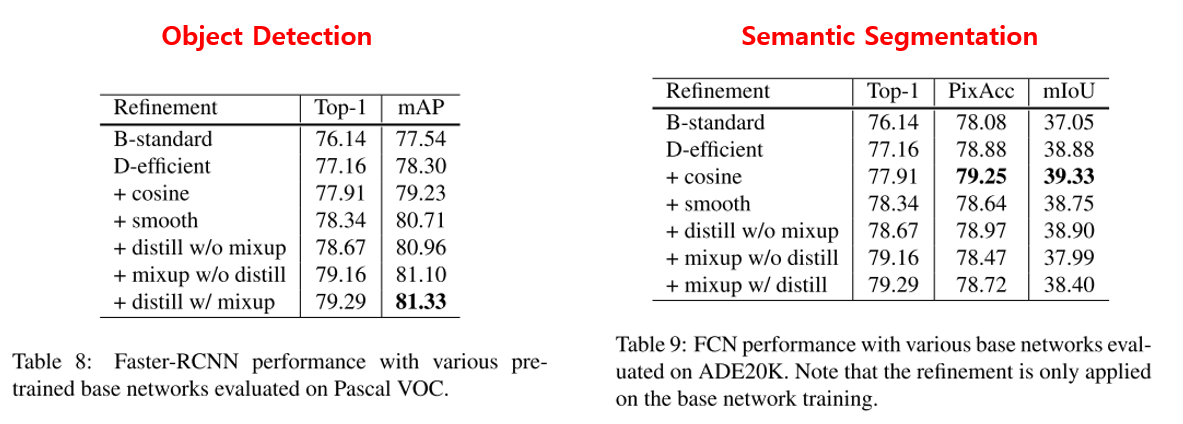 Object Detection
Refinement Top-1 mAP
B-standard 76.14 77.54
D-efficient 77.16 78.30
+ cosine 77.91 79.23
+ smooth 78.34 80.71
+ distill w/o mixup 78.67 80.96
+ mixup w/o distill 79.16 81.10
+ distill w/ mixup 79.29 81.33
Table 8: Faster-RCNN performance with various pre-
trained base networks evaluated on Pascal VOC.
Semantic Segmentation
Refinement Top-1 PixAcc mIoU
B-standard 76.14 78.08 37.05
D-efficient 77.16 78.88 38.88
+ cosine 77.91 79.25 39.33
+ smooth 78.34 78.64 38.75
+ distill w/o mixup 78.67 78.97 38.90
+ mixup w/o distill 79.16 78.47 37.99
+ mixup w/ distill 79.29 78.72 38.40
Table 9: FCN performance with various base networks eval-
uated on ADE20K. Note that the refinement is only applied
on the base network training.